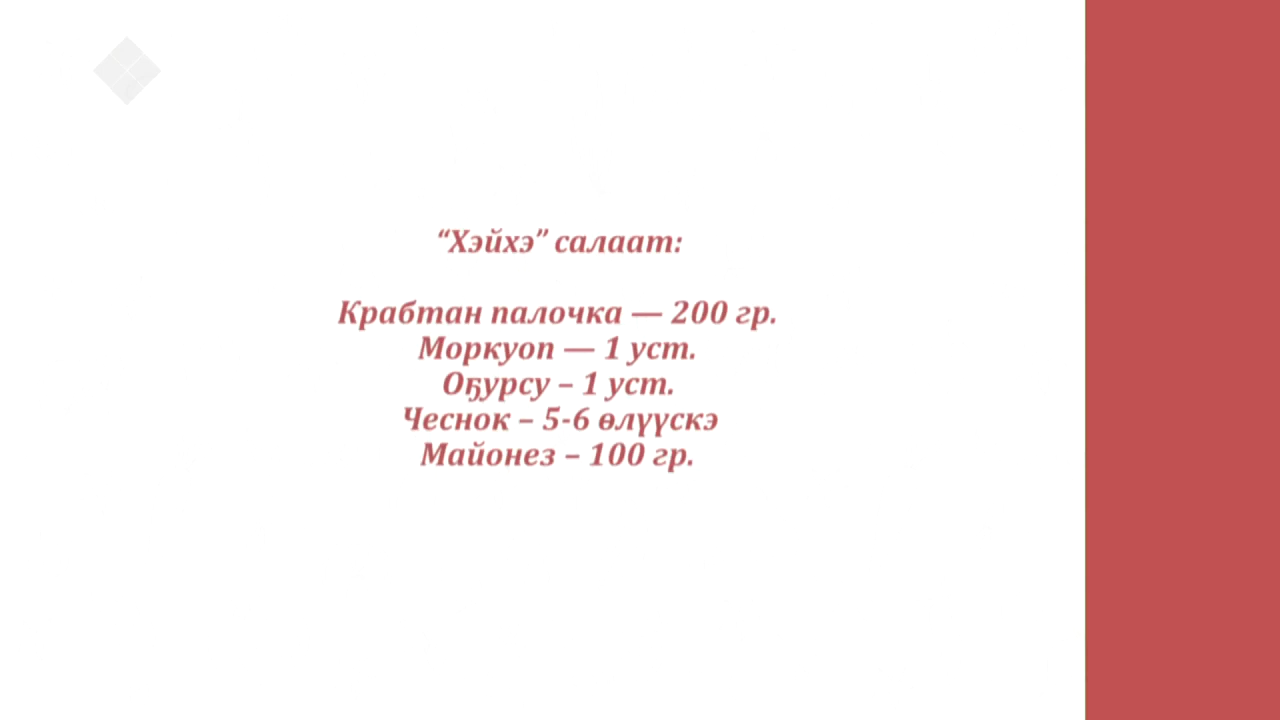 “Хэйхэ” салаат:
Крабтан палочка — 200 гр.
Моркуоп — 1 уст.
Оҕурсу – 1 уст.
Чеснок – 5-6 өлүүскэ
Майонез – 100 гр.